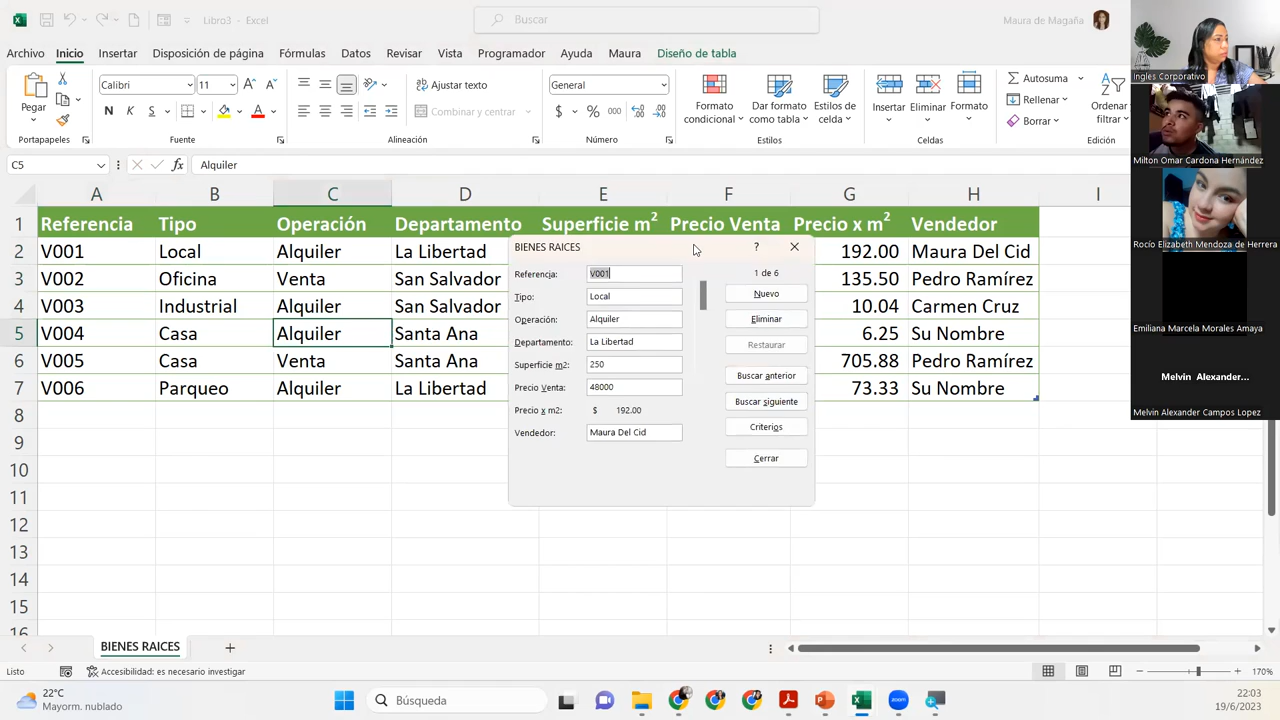 Libro3 - Excel
Buscar
Maura de Magaña
Archivo Inicio Insertar Disposición de página Fórmulas Datos Revisar Vista Programador Ayuda Maura Diseño de tabla
Pegar
Calibri 11
N K S
Ajustar texto
Combinar y centrar
General
$ %
Formato condicional
Dar formato como tabla
Estilos de celda
Insertar
Eliminar
Formato
Autosuma
Rellenar
Borrar
Ordenar
filtrar
Portapapeles Fuente Alineación Número Estilos Celdas Edición
C5 fx Alquiler
A B C D E F G H I
1 Referencia Tipo Operación Departamento Superficie m² Precio Venta Precio x m² Vendedor
2 V001 Local Alquiler La Libertad 192.00 Maura Del Cid
3 V002 Oficina Venta San Salvador 135.50 Pedro Ramírez
4 V003 Industrial Alquiler San Salvador 10.04 Carmen Cruz
5 V004 Casa Alquiler Santa Ana 6.25 Su Nombre
6 V005 Casa Venta Santa Ana 705.88 Pedro Ramírez
7 V006 Parqueo Alquiler La Libertad 73.33 Su Nombre
8
9
10
11
12
13
14
15
16
BIENES RAICES ?
Referencia: V001
Tipo: Local
Operación: Alquiler
Departamento: La Libertad
Superficie m2: 250
Precio Venta: 48000
Precio x m2: $ 192.00
Vendedor: Maura Del Cid
1 de 6
Nuevo
Eliminar
Restaurar
Buscar anterior
Buscar siguiente
Criterios
Cerrar
Ingles Corporativo
Milton Omar Cardona Hernández
Rocío Elizabeth Mendoza de Herrera
Emiliana Marcela Morales Amaya
Melvin Alexander...
Melvin Alexander Campos Lopez
BIENES RAICES
Listo
Accesibilidad: es necesario investigar
170%
22°C
Mayorm. nublado
Búsqueda
22:03
19/6/2023